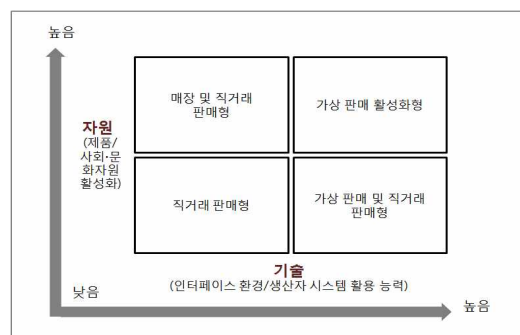 높음
매장 및 직거래
판매형
가상 판매 활성화형
자원
(제품/
사회·문
화자원
활성화)
직거래 판매형
가상 판매 및 직거래
판매형
기술
(인터페이스 환경/생산자 시스템 활용 능력)
낮음
높음